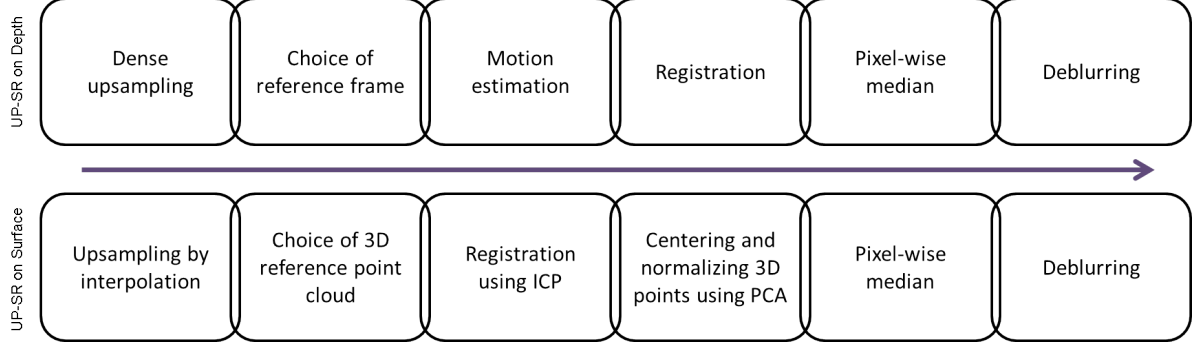 UP-SR on Depth
Dense
upsampling
Choice of
reference frame
Motion
estimation
Registration
Pixel-wise
median
Deblurring
UP-SR on Surface
Upsampling by
interpolation
Choice of 3D
reference point
cloud
Registration
using ICP
Centering and
normalizing 3D
points using PCA
Pixel-wise
median
Deblurring